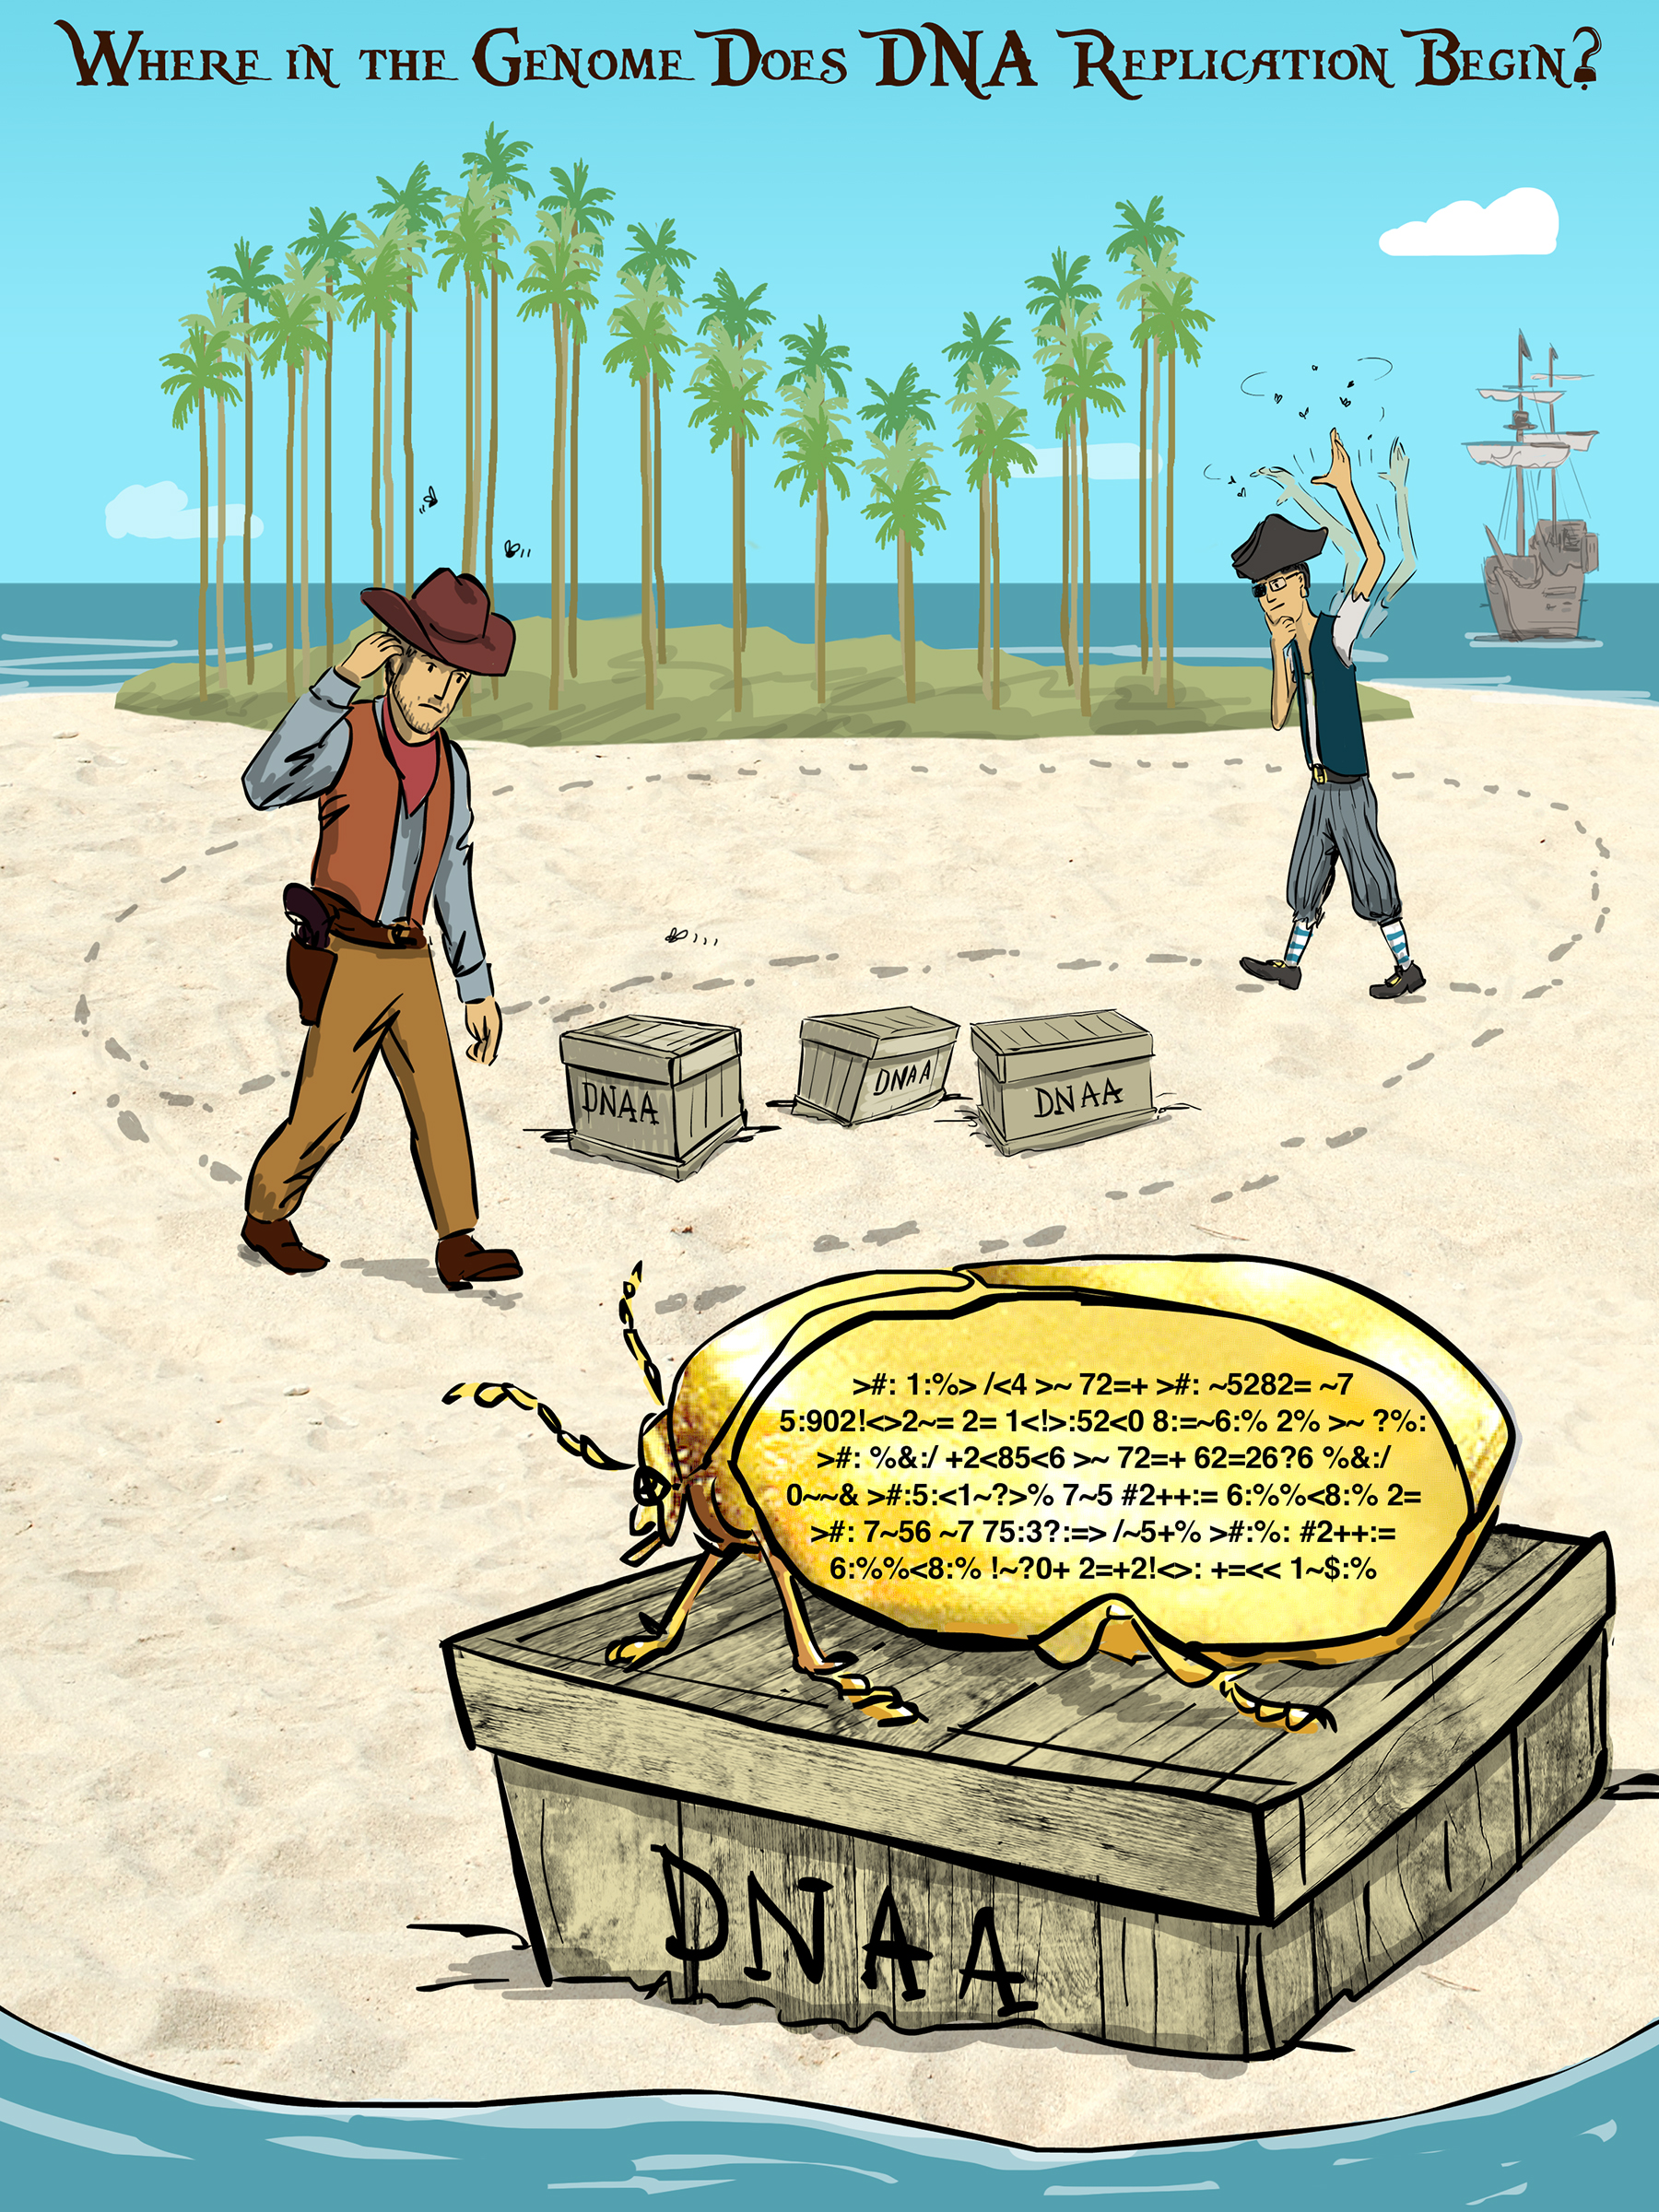 WHERE IN THE GENOME DOES DNA REPLICATION BEGIN?
DNAA
DNAA
DNAA
>#: 1:%> /<4 >~ 72=+ >#: ~5282= ~7
5:902!<>2~= 2= 1<!>:52<0 8:=~6:% 2% >~ ?%:
>#: %&:/ +2<85<6 >~ 72=+ 62=26?6 %&:/
0~~& >#:5:<1~?>% 7~5 #2++:= 6:%%<8:% 2=
>#: 7~56 ~7 75:3?:=> /~5+% >#:%: #2++:=
6:%%<8:% !~?0+ 2=+2!<>: +=<< 1~$:%
DNAA